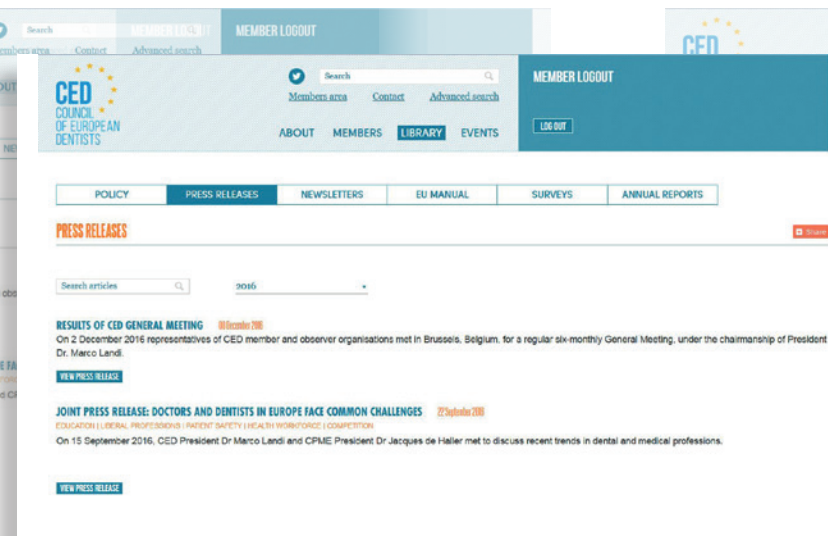 Search
MEMBER LOGOUT
MEMBER LOGOUT
Members area Contact Advanced search
CED
CED
COUNCIL
OF EUROPEAN
DENTISTS
Search
Members area Contact Advanced search
ABOUT MEMBERS LIBRARY EVENTS
MEMBER LOGOUT
LOG OUT
POLICY PRESS RELEASES NEWSLETTERS EU MANUAL SURVEYS ANNUAL REPORTS
PRESS RELEASES
Share
Search articles
2016
RESULTS OF CED GENERAL MEETING
On 2 December 2016 representatives of CED member and observer organisations met in Brussels, Belgium, for a regular six-monthly General Meeting, under the chairmanship of President
Dr. Marco Landi.
VIEW PRESS RELEASE
JOINT PRESS RELEASE: DOCTORS AND DENTISTS IN EUROPE FACE COMMON CHALLENGES 22 September 2016
EDUCATION | LIBERAL PROFESSIONS | PATIENT SAFETY | HEALTH WORKFORCE | COMPETITION
On 15 September 2016, CED President Dr Marco Landi and CPME President Dr Jacques de Haller met to discuss recent trends in dental and medical professions.
VIEW PRESS RELEASE